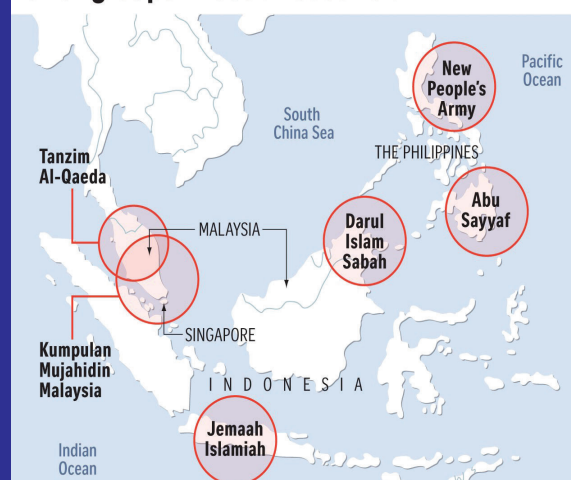 New
People's
Army
Pacific
Ocean
South
China Sea
THE PHILIPPINES
Tanzim
Al-Qaeda
Abu
Sayyaf
MALAYSIA
Darul
Islam
Sabah
SINGAPORE
Kumpulan
Mujahidin
Malaysia
INDONESIA
Jemaah
Islamiah
Indian
Ocean